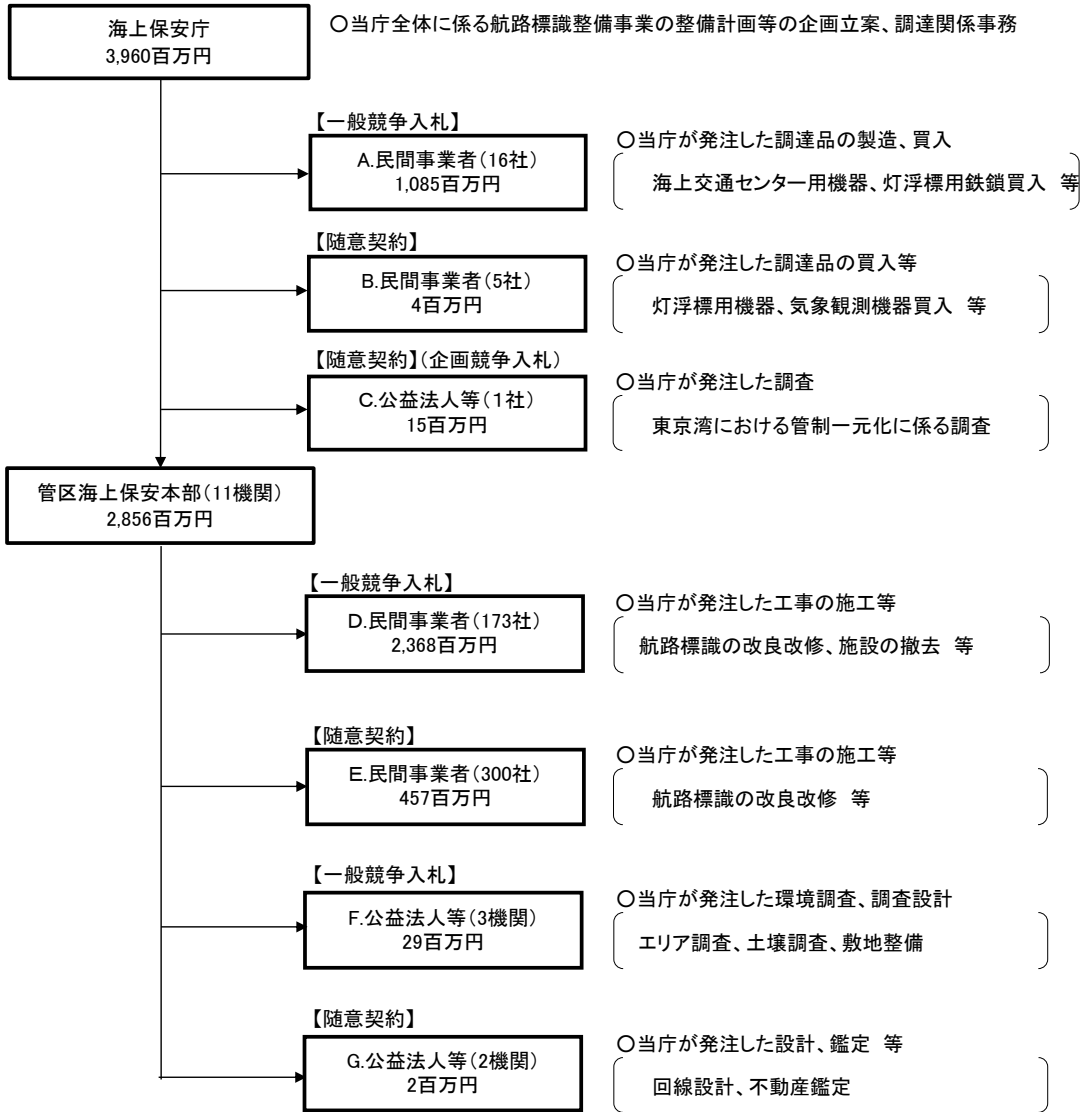 海上保安庁
3,960百万円
○当庁全体に係る航路標識整備事業の整備計画等の企画立案、調達関係事務
【一般競争入札】
A.民間事業者(16社)
1,085百万円
○当庁が発注した調達品の製造、買入
海上交通センター用機器、灯浮標用鉄鎖買入 等
【随意契約】
B.民間事業者(5社)
4百万円
○当庁が発注した調達品の買入等
灯浮標用機器、気象観測機器買入 等
【随意契約】(企画競争入札)
C.公益法人等(1社)
15百万円
○当庁が発注した調査
東京湾における管制一元化に係る調査
管区海上保安本部(11機関)
2,856百万円
【一般競争入札】
D.民間事業者(173社)
2,368百万円
○当庁が発注した工事の施工等
航路標識の改良改修、施設の撤去 等
【随意契約】
E.民間事業者(300社)
457百万円
○当庁が発注した工事の施工等
航路標識の改良改修 等
【一般競争入札】
F.公益法人等(3機関)
29百万円
○当庁が発注した環境調査、調査設計
エリア調査、土壌調査、敷地整備
【随意契約】
G.公益法人等(2機関)
2百万円
○当庁が発注した設計、鑑定 等
回線設計、不動産鑑定